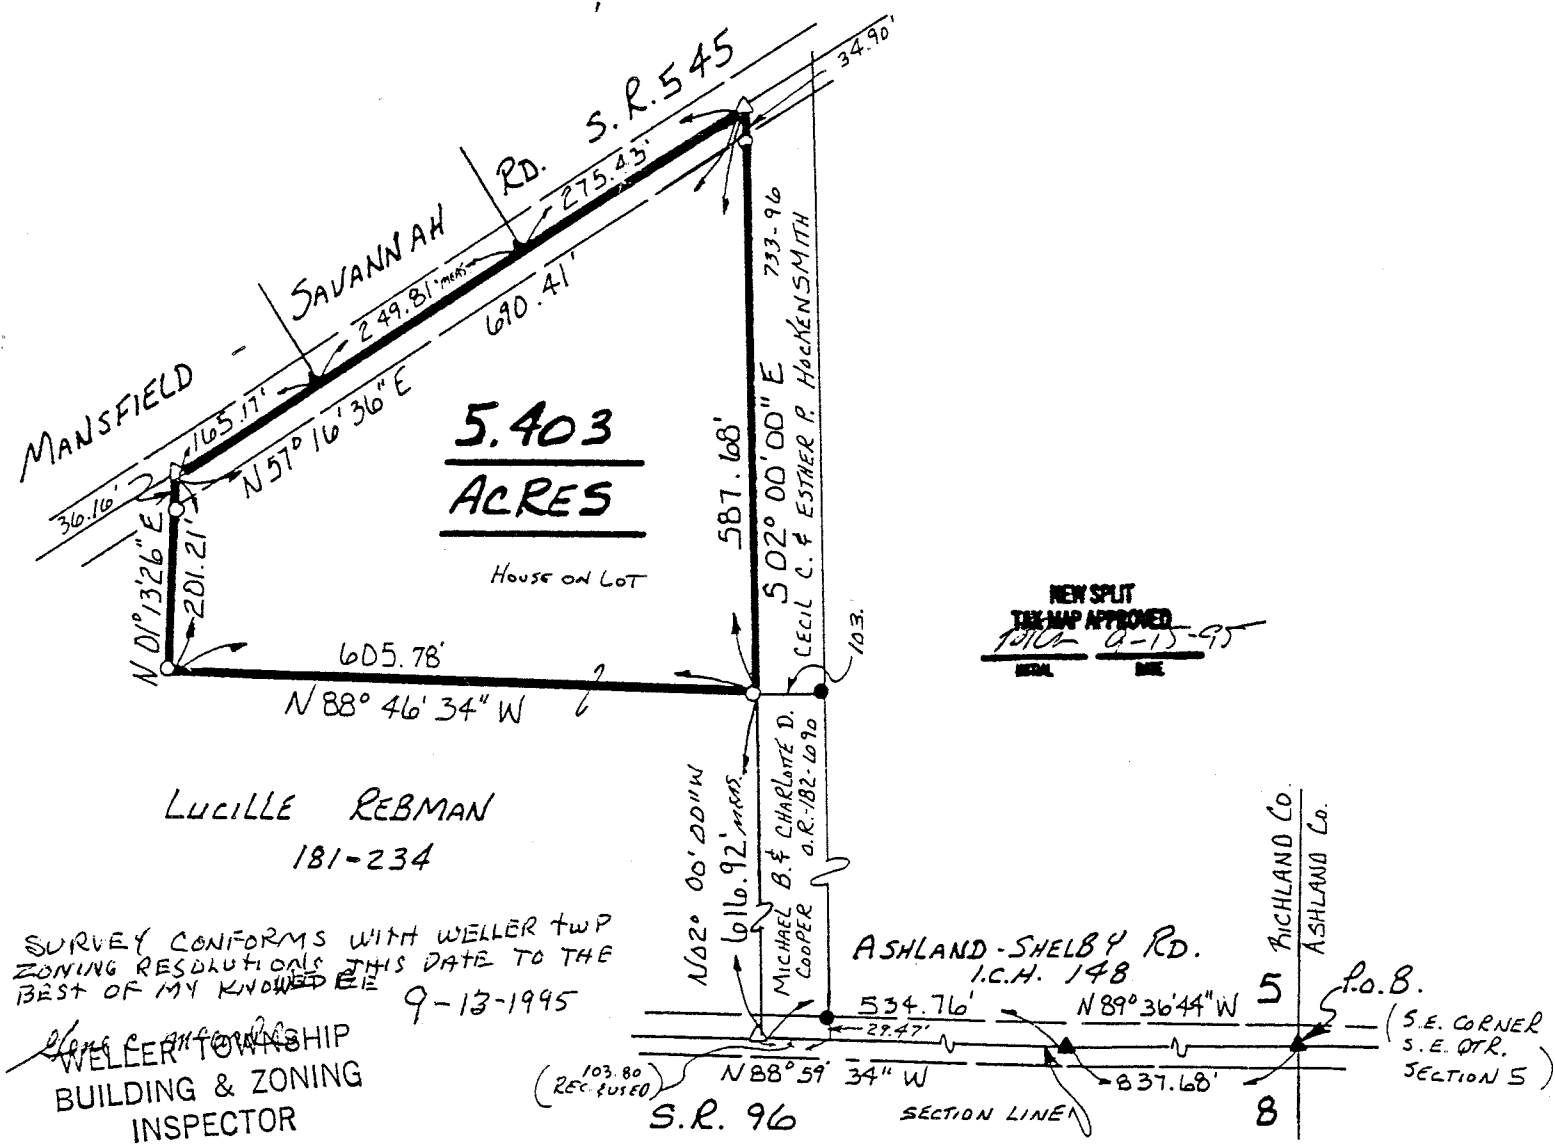 34.90'
S.R. 545
RD.
275.43'
SAVANNAH
249.81' MEAS.
690.41'
MANSFIELD -
165.17'
N 57° 16' 36" E
36.16'
N 01° 13' 26" E
201.21'
5.403
ACRES
HOUSE ON LOT
587.68'
S 02° 00' 00" E
733-96
CECIL C. & ESTHER P. HOCKENSMITH
103.
605.78'
N 88° 46' 34" W
NEW SPLIT
TAX MAP APPROVED
9-15-95
INITIAL DATE
LUCILLE REBMAN
181-234
N 02° 00' 00" W
616.92' MEAS.
MICHAEL B. & CHARLOTTE D.
COOPER O.R.-182-690
RICHLAND CO.
ASHLAND CO.
SURVEY CONFORMS WITH WELLER TWP
ZONING RESOLUTIONS THIS DATE TO THE
BEST OF MY
9-13-1995
WELLER TOWNSHIP
BUILDING & ZONING
INSPECTOR
ASHLAND-SHELBY RD.
I.C.H. 148
534.76'
N 89° 36' 44" W
5
P.O.B.
(S.E. CORNER
S.E. QTR.
SECTION 5)
29.47'
(103.80
REC. & USED)
N 88° 59' 34" W
837.68'
S.R. 96
SECTION LINE
8